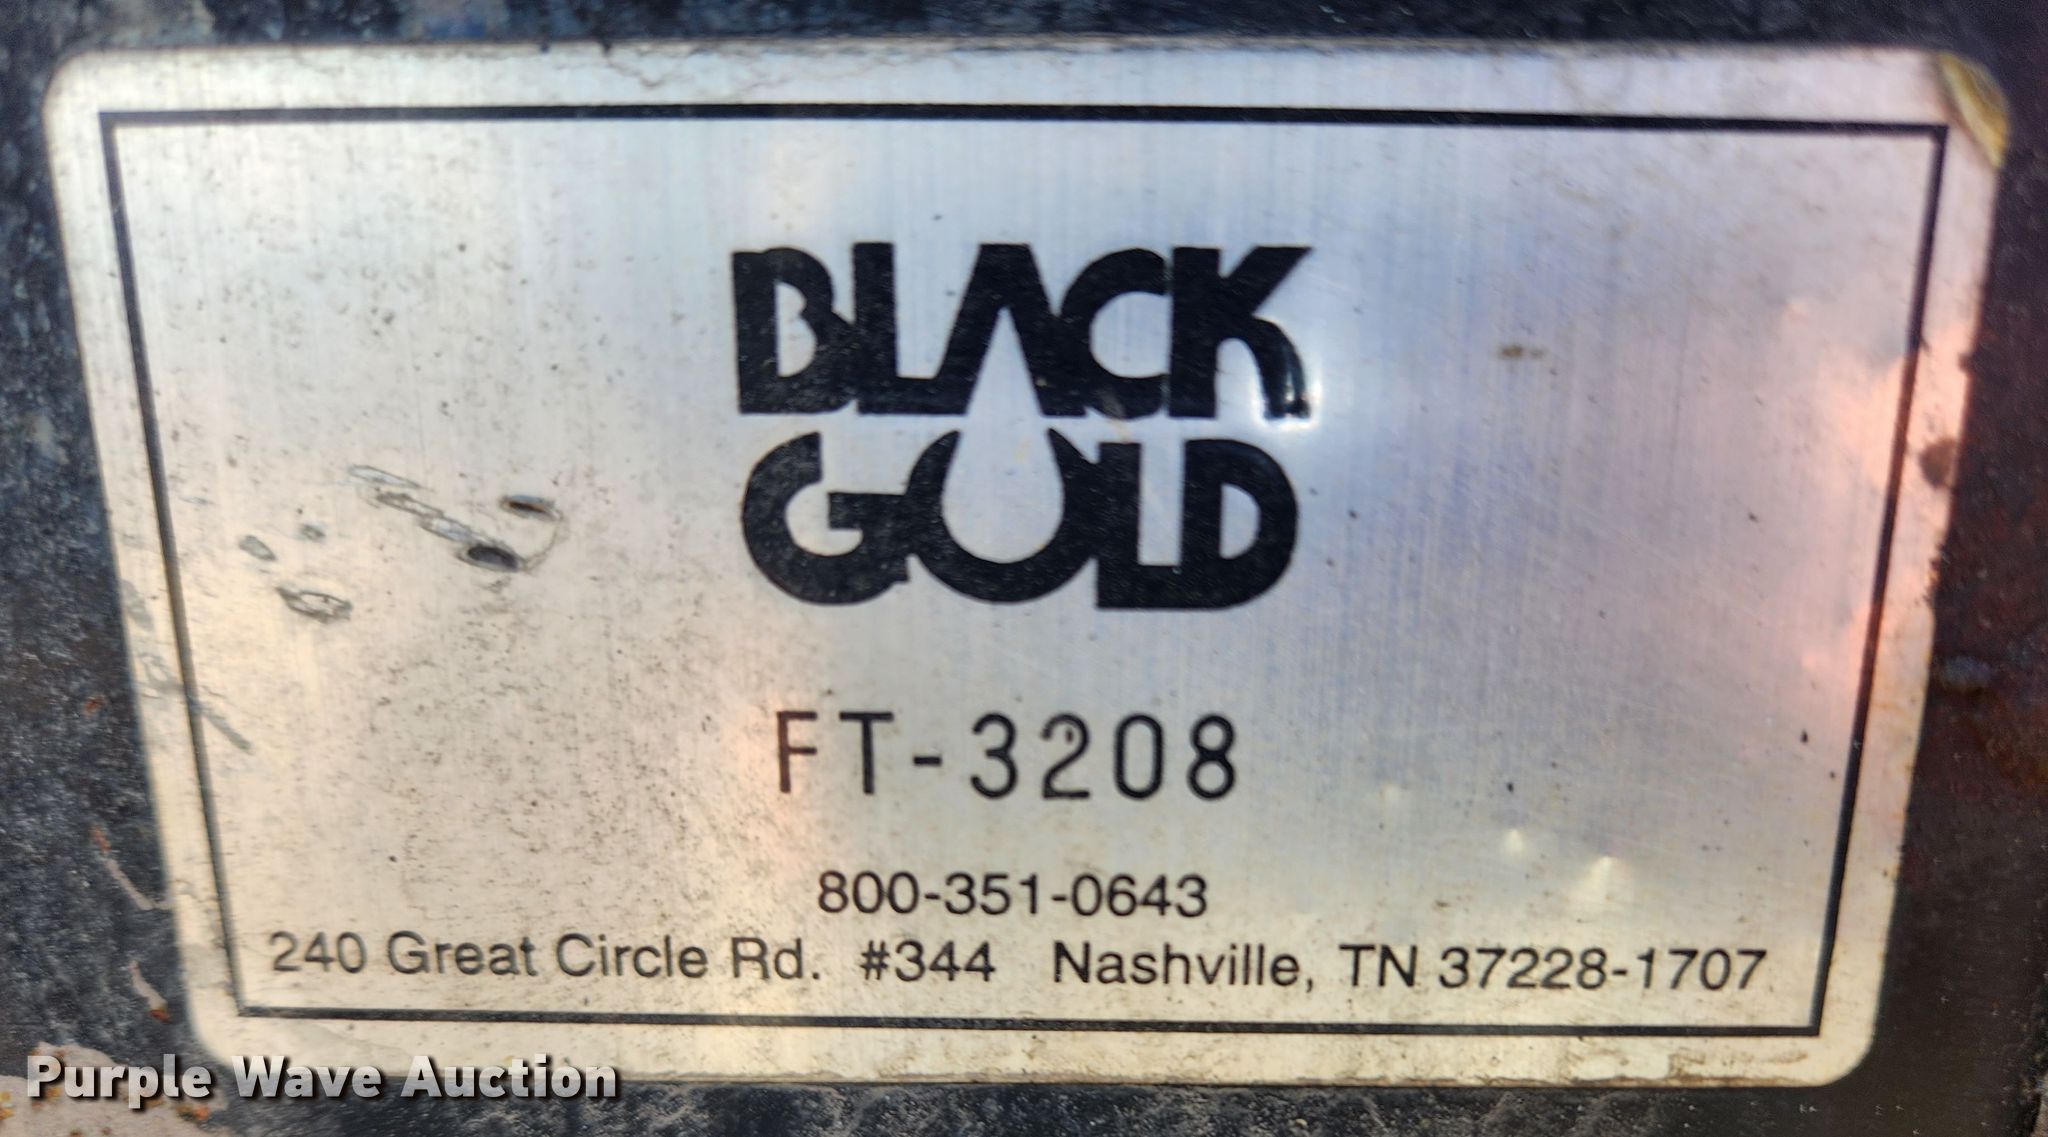 BLACK
GOLD
FT-3208
800-351-0643
240 Great Circle Rd. #344 Nashville, TN 37228-1707
Purple Wave Auction